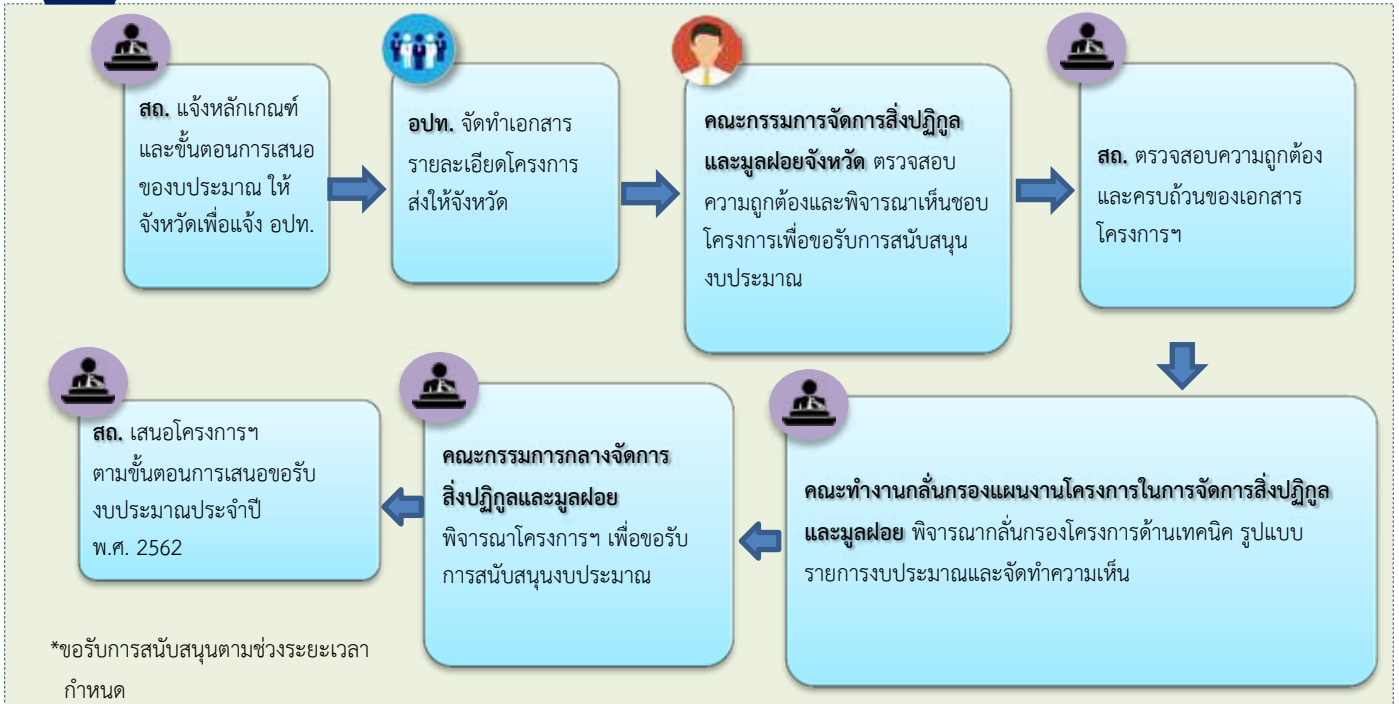 สถ. แจ้งหลักเกณฑ์
และขั้นตอนการเสนอ
ของบประมาณ ให้
จังหวัดเพื่อแจ้ง อปท.
อปท. จัดทำเอกสาร
รายละเอียดโครงการ
ส่งให้จังหวัด
คณะกรรมการจัดการสิ่งปฏิกูล
และมูลฝอยจังหวัด ตรวจสอบ
ความถูกต้องและพิจารณาเห็นชอบ
โครงการเพื่อขอรับการสนับสนุน
งบประมาณ
สถ. ตรวจสอบความถูกต้อง
และครบถ้วนของเอกสาร
โครงการฯ
คณะทำงานกลั่นกรองแผนงานโครงการในการจัดการสิ่งปฏิกูล
และมูลฝอย พิจารณากลั่นกรองโครงการด้านเทคนิค รูปแบบ
รายการงบประมาณและจัดทำความเห็น
คณะกรรมการกลางจัดการ
สิ่งปฏิกูลและมูลฝอย
พิจารณาโครงการฯ เพื่อขอรับ
การสนับสนุนงบประมาณ
สถ. เสนอโครงการฯ
ตามขั้นตอนการเสนอขอรับ
งบประมาณประจำปี
พ.ศ. 2562
*ขอรับการสนับสนุนตามช่วงระยะเวลา
กำหนด